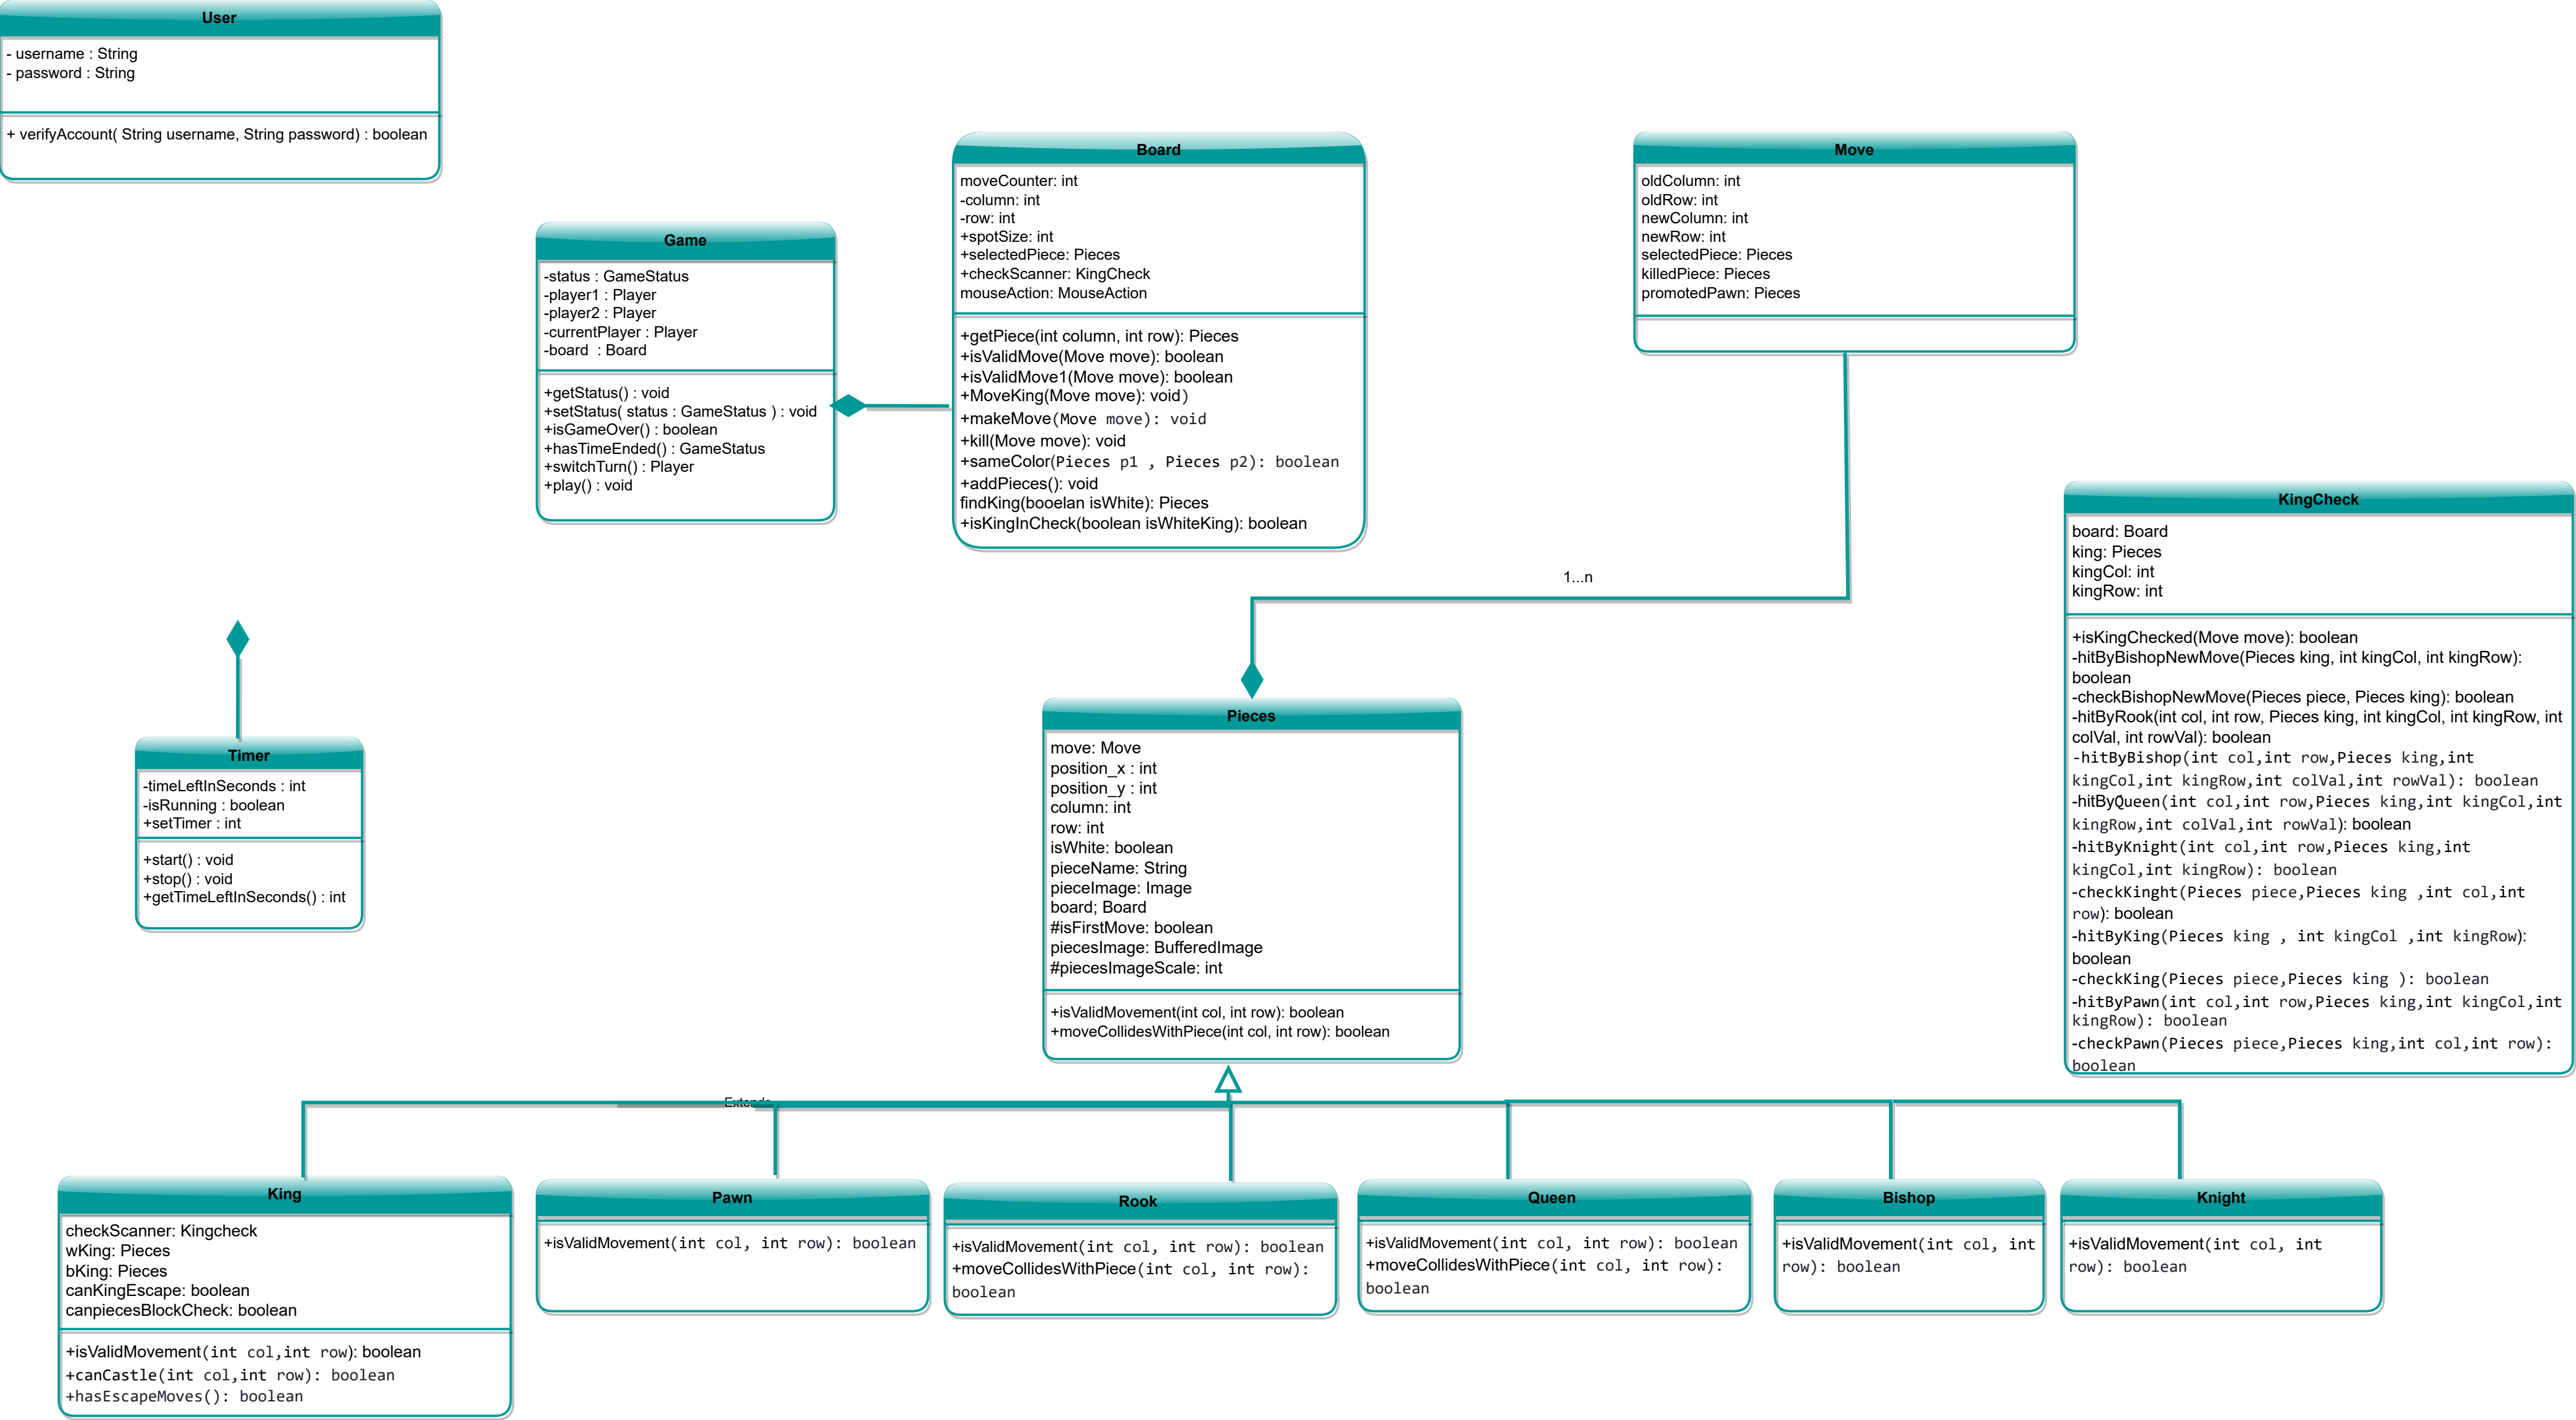 User
- username : String
- password : String
+ verifyAccount( String username, String password) : boolean
Game
-status : GameStatus
-player1 : Player
-player2 : Player
-currentPlayer : Player
-board  : Board
+getStatus() : void
+setStatus( status : GameStatus ) : void
+isGameOver() : boolean
+hasTimeEnded() : GameStatus
+switchTurn() : Player
+play() : void
Board
moveCounter: int
-column: int
-row: int
+spotSize: int
+selectedPiece: Pieces
+checkScanner: KingCheck
mouseAction: MouseAction
+getPiece(int column, int row): Pieces
+isValidMove(Move move): boolean
+isValidMove1(Move move): boolean
+MoveKing(Move move): void)
+makeMove(Move move): void
+kill(Move move): void
+sameColor(Pieces p1 , Pieces p2): boolean
+addPieces(): void
findKing(booelan isWhite): Pieces
+isKingInCheck(boolean isWhiteKing): boolean
Move
oldColumn: int
oldRow: int
newColumn: int
newRow: int
selectedPiece: Pieces
killedPiece: Pieces
promotedPawn: Pieces
1...n
KingCheck
board: Board
king: Pieces
kingCol: int
kingRow: int
+isKingChecked(Move move): boolean
-hitByBishopNewMove(Pieces king, int kingCol, int kingRow):
boolean
-checkBishopNewMove(Pieces piece, Pieces king): boolean
-hitByRook(int col, int row, Pieces king, int kingCol, int kingRow, int
colVal, int rowVal): boolean
-hitByBishop(int col,int row,Pieces king,int
kingCol,int kingRow,int colVal,int rowVal): boolean
-hitByQueen(int col,int row,Pieces king,int kingCol,int
kingRow,int colVal,int rowVal): boolean
-hitByKnight(int col,int row,Pieces king,int
kingCol,int kingRow): boolean
-checkKinght(Pieces piece,Pieces king ,int col,int
row): boolean
-hitByKing(Pieces king , int kingCol ,int kingRow):
boolean
-checkKing(Pieces piece,Pieces king ): boolean
-hitByPawn(int col,int row,Pieces king,int kingCol,int
kingRow): boolean
-checkPawn(Pieces piece,Pieces king,int col,int row):
boolean
Timer
-timeLeftInSeconds : int
-isRunning : boolean
+setTimer : int
+start() : void
+stop() : void
+getTimeLeftInSeconds() : int
Pieces
move: Move
position_x : int
position_y : int
column: int
row: int
isWhite: boolean
pieceName: String
pieceImage: Image
board; Board
#isFirstMove: boolean
piecesImage: BufferedImage
#piecesImageScale: int
+isValidMovement(int col, int row): boolean
+moveCollidesWithPiece(int col, int row): boolean
Extends
King
checkScanner: Kingcheck
wKing: Pieces
bKing: Pieces
canKingEscape: boolean
canpiecesBlockCheck: boolean
+isValidMovement(int col,int row): boolean
+canCastle(int col,int row): boolean
+hasEscapeMoves(): boolean
Pawn
+isValidMovement(int col, int row): boolean
Rook
+isValidMovement(int col, int row): boolean
+moveCollidesWithPiece(int col, int row):
boolean
Queen
+isValidMovement(int col, int row): boolean
+moveCollidesWithPiece(int col, int row):
boolean
Bishop
+isValidMovement(int col, int
row): boolean
Knight
+isValidMovement(int col, int
row): boolean